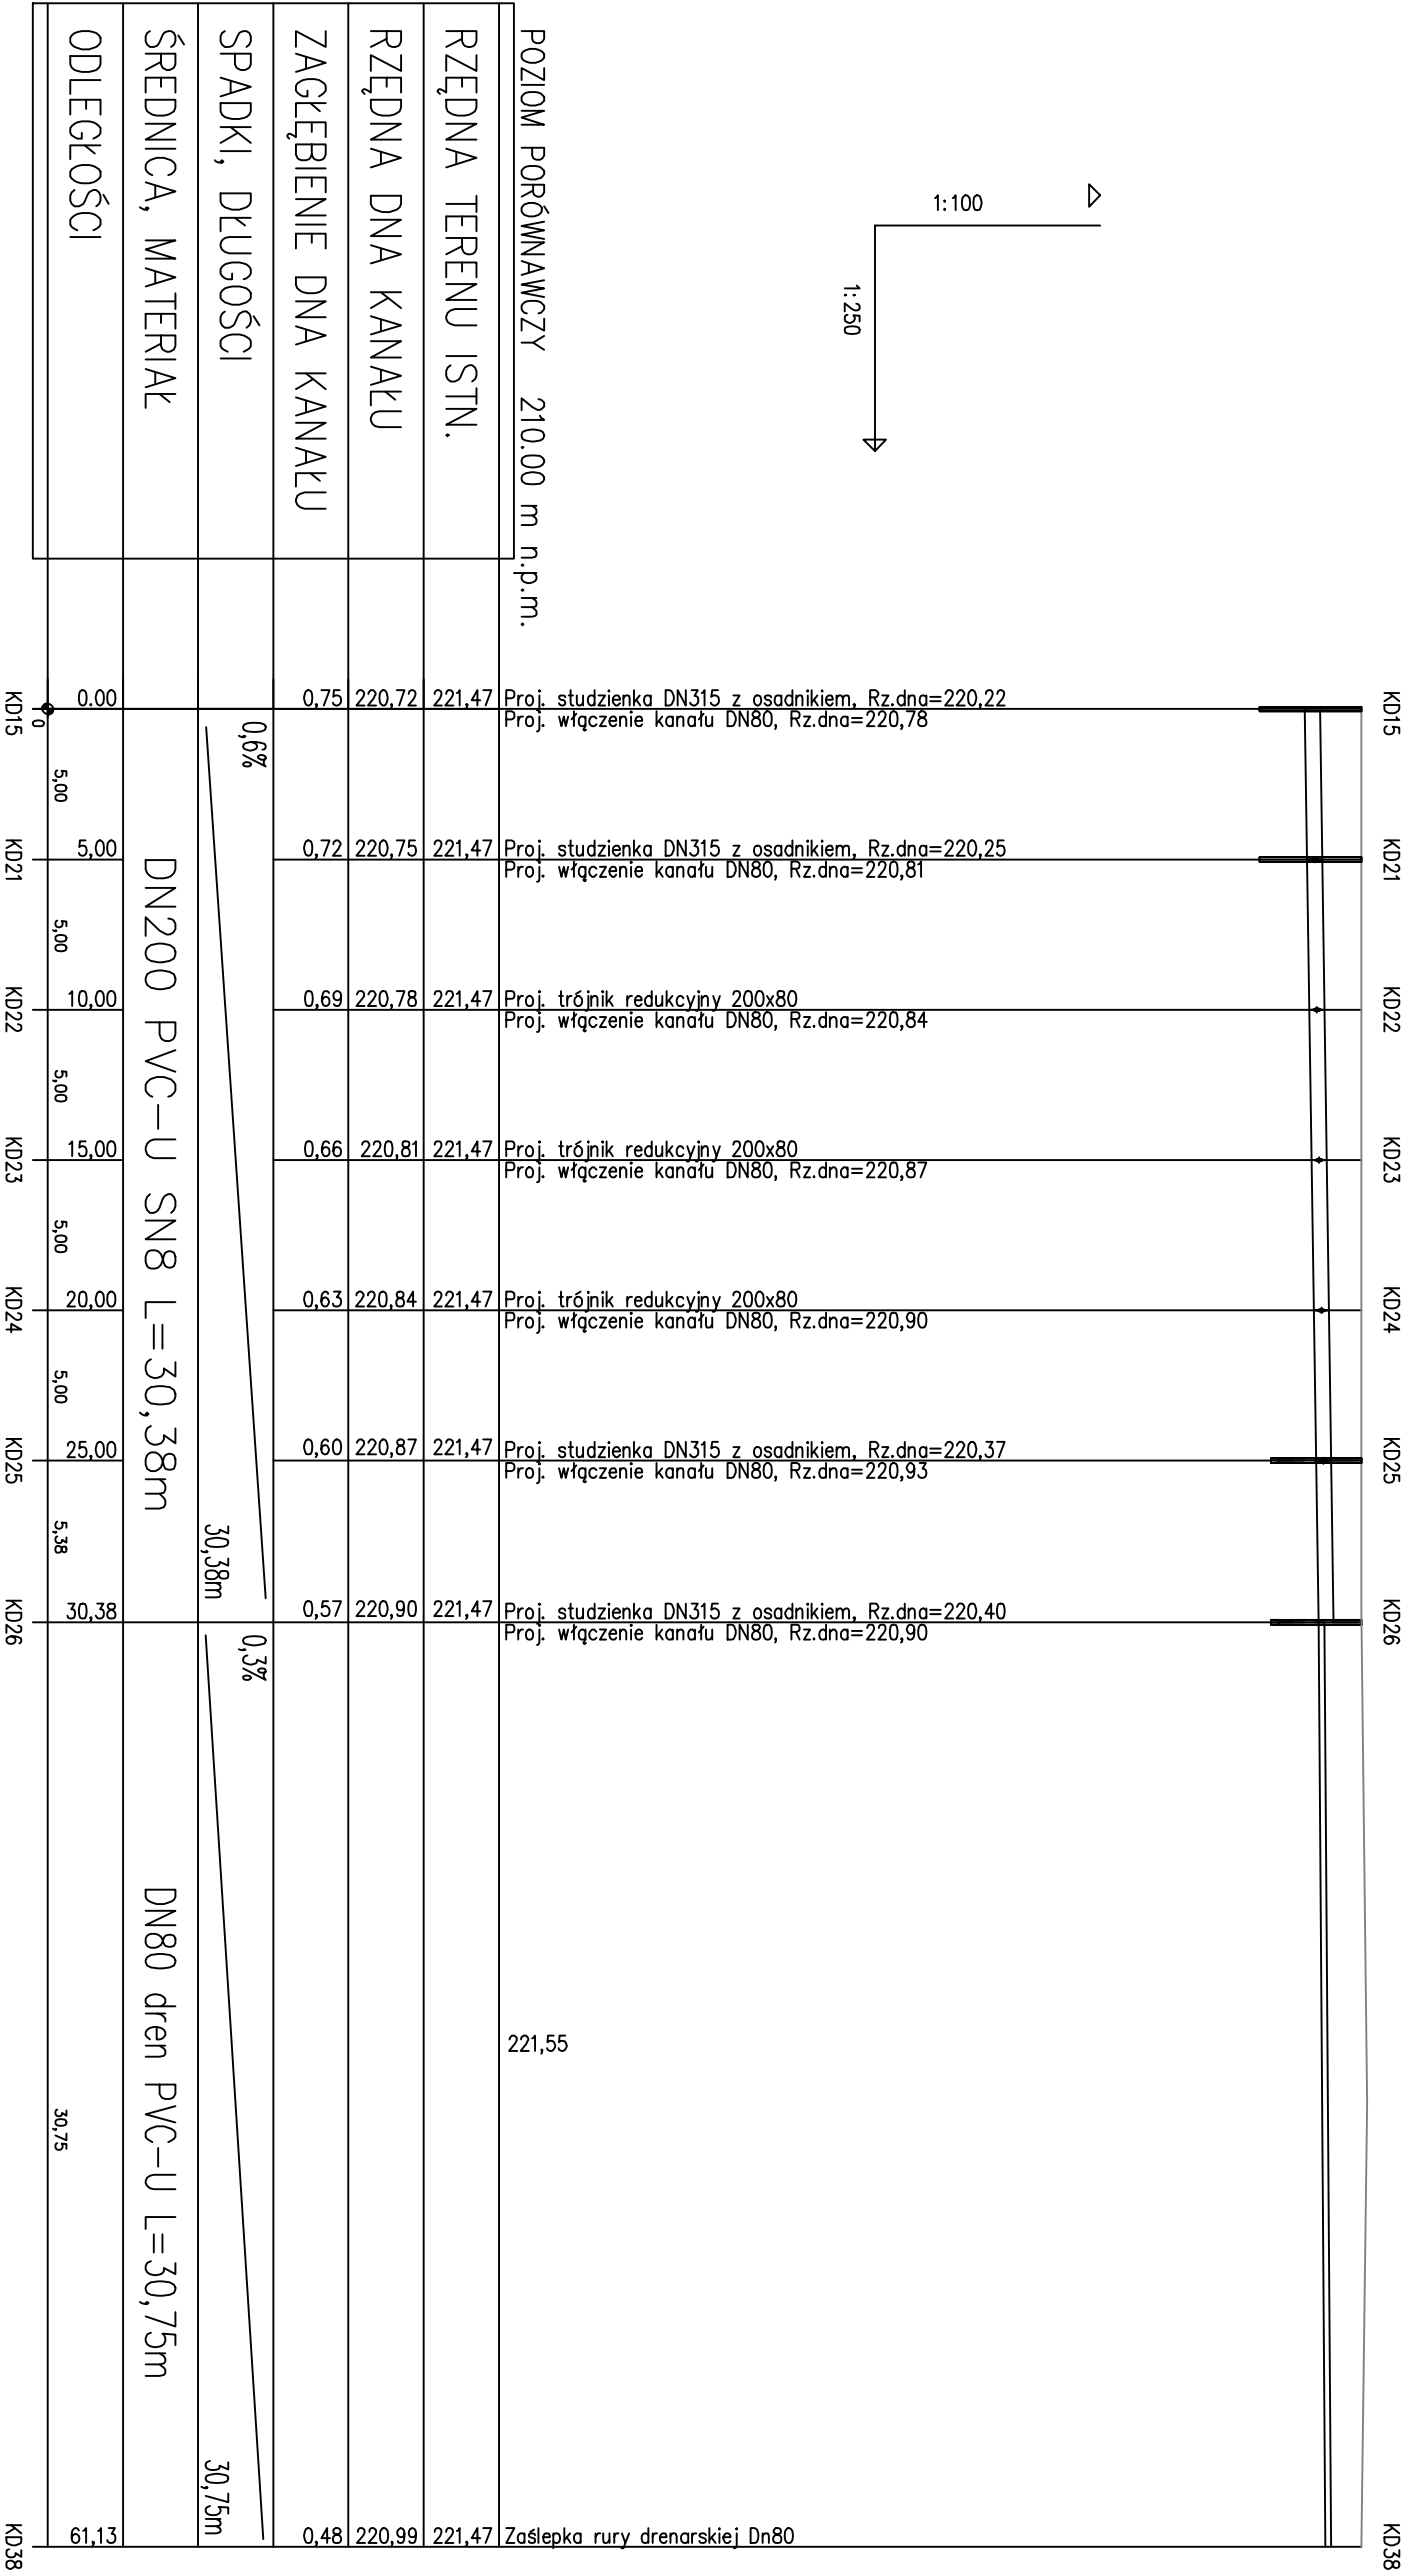 1:100
1:250
POZIOM PORÓWNAWCZY 210.00 m n.p.m.
RZĘDNA TERENU ISTN.
RZĘDNA DNA KANAŁU
ZAGŁĘBIENIE DNA KANAŁU
SPADKI, DŁUGOŚCI
ŚREDNICA, MATERIAŁ
ODLEGŁOŚCI
KD15
Proj. studzienka DN315 z osadnikiem, Rz.dna=220,22
Proj. włączenie kanału DN80, Rz.dna=220,78
221,47
220,72
0,75
0.00
0
KD15
KD21
Proj. studzienka DN315 z osadnikiem, Rz.dna=220,25
Proj. włączenie kanału DN80, Rz.dna=220,81
221,47
220,75
0,72
5,00
5,00
KD21
KD22
Proj. trójnik redukcyjny 200x80
Proj. włączenie kanału DN80, Rz.dna=220,84
221,47
220,78
0,69
10,00
5,00
KD22
KD23
Proj. trójnik redukcyjny 200x80
Proj. włączenie kanału DN80, Rz.dna=220,87
221,47
220,81
0,66
15,00
5,00
KD23
KD24
Proj. trójnik redukcyjny 200x80
Proj. włączenie kanału DN80, Rz.dna=220,90
221,47
220,84
0,63
20,00
5,00
KD24
KD25
Proj. studzienka DN315 z osadnikiem, Rz.dna=220,37
Proj. włączenie kanału DN80, Rz.dna=220,93
221,47
220,87
0,60
25,00
5,00
KD25
KD26
Proj. studzienka DN315 z osadnikiem, Rz.dna=220,40
Proj. włączenie kanału DN80, Rz.dna=220,90
221,47
220,90
0,57
30,38
5,38
KD26
0,6%
30,38m
DN200 PVC-U SN8 L=30,38m
221,55
0,3%
30,75m
DN80 dren PVC-U L=30,75m
30,75
KD38
Zaślepka rury drenarskiej Dn80
221,47
220,99
0,48
61,13
KD38